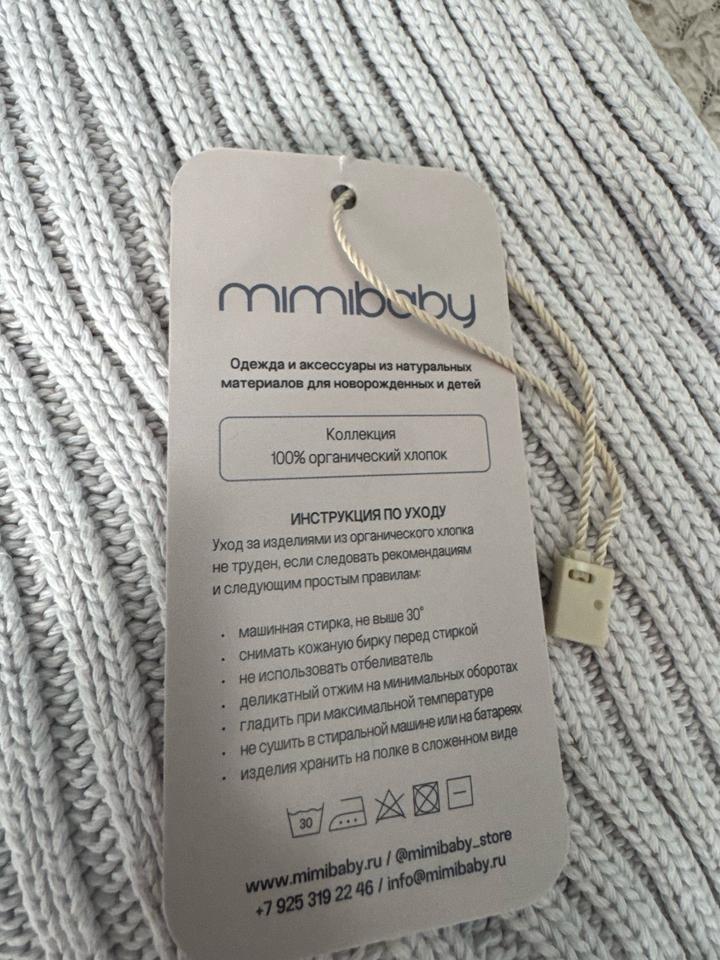 mimibaby
Одежда и аксессуары из натуральных
материалов для новорожденных и детей
Коллекция
100% органический хлопок
ИНСТРУКЦИЯ ПО УХОДУ
Уход за изделиями из органического хлопка
не труден, если следовать рекомендациям
и следующим простым правилам:
• машинная стирка, не выше 30°
• снимать кожаную бирку перед стиркой
• не использовать отбеливатель
• деликатный отжим на минимальных оборотах
• гладить при максимальной температуре
• не сушить в стиральной машине или на батареях
• изделия хранить на полке в сложенном виде
30
www.mimibaby.ru / @mimibaby_store
+7 925 319 22 46 / info@mimibaby.ru